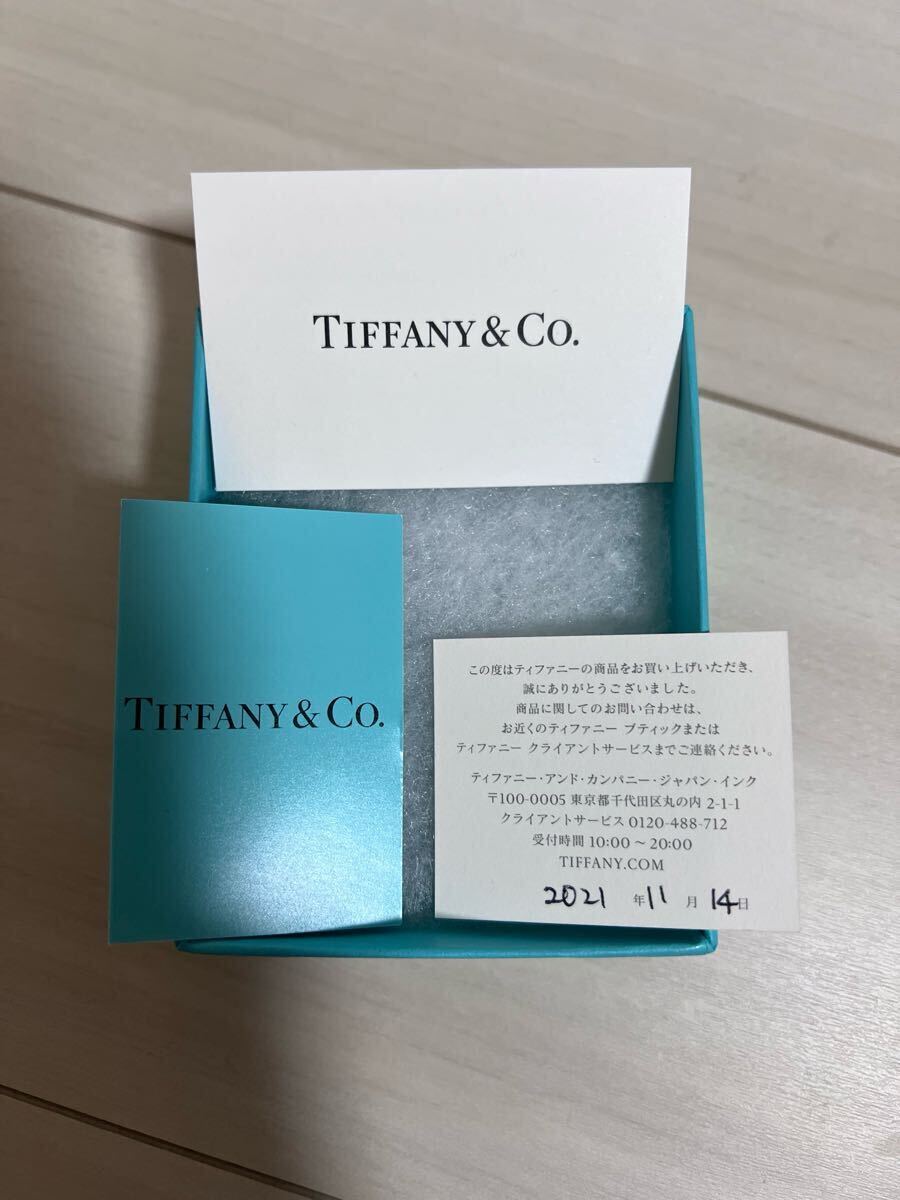 TIFFANY & CO.
TIFFANY & CO.
この度はティファニーの商品をお買い上げいただき、
誠にありがとうございました。
商品に関してのお問い合わせは、
お近くのティファニー ブティックまたは
ティファニー クライアントサービスまでご連絡ください。
ティファニー・アンド・カンパニー・ジャパン・インク
〒100-0005 東京都千代田区丸の内 2-1-1
クライアントサービス 0120-488-712
受付時間 10:00 ～ 20:00
TIFFANY.COM
2021 年 11 月 14 日